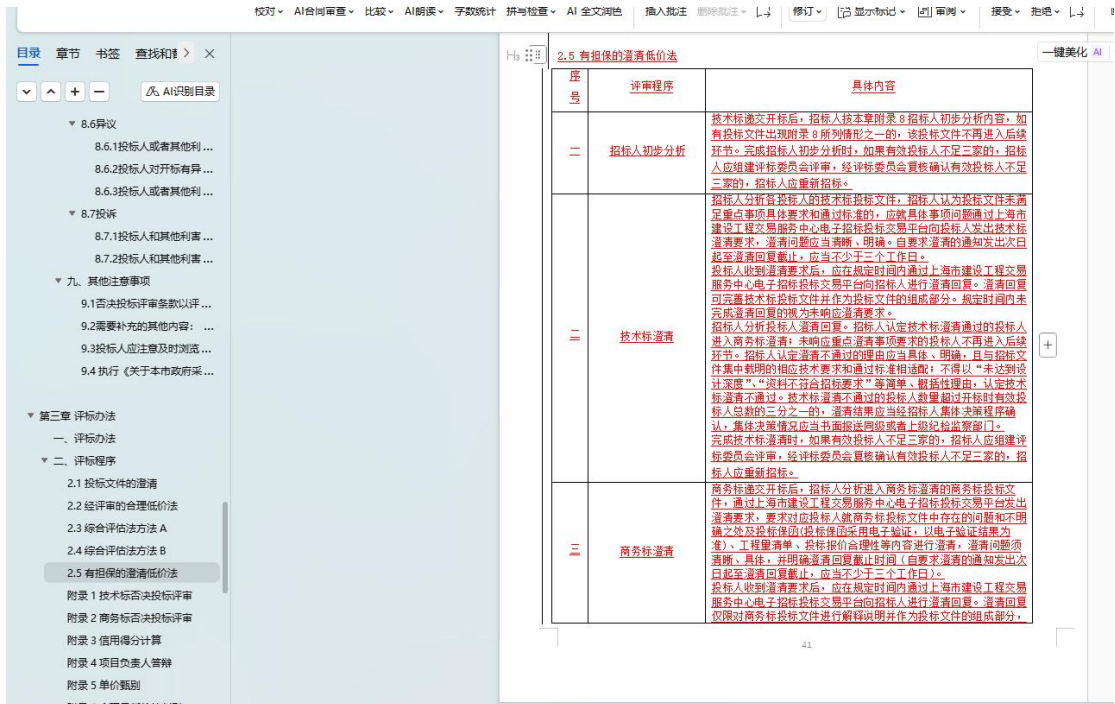 校对 AI合同审查 比较 AI朗读 字数统计 拼写检查 AI 全文润色 插入批注 删除批注 修订 显示标记 审阅 接受 拒绝
目录 章节 书签
AI识别目录
8.6异议
8.6.1投标人或者其他利 ...
8.6.2投标人对开标有异 ...
8.6.3投标人或者其他利 ...
8.7投诉
8.7.1投标人和其他利害 ...
8.7.2投标人和其他利害 ...
九、其他注意事项
9.1否决投标评审条款以评 ...
9.2需要补充的其他内容： ...
9.3投标人应注意及时浏览 ...
9.4 执行《关于本市政府采 ...
第三章 评标办法
一、评标办法
二、评标程序
2.1 投标文件的澄清
2.2 经评审的合理低价法
2.3 综合评估法方法 A
2.4 综合评估法方法 B
2.5 有担保的澄清低价法
附录 1 技术标否决投标评审
附录 2 商务标否决投标评审
附录 3 信用得分计算
附录 4 项目负责人答辩
附录 5 单价甄别
一键美化 AI
2.5 有担保的澄清低价法
序号
评审程序
具体内容
一
招标人初步分析
技术标递交开标后，招标人按本章附录 8 招标人初步分析内容，如
有投标文件出现附录 8 所列情形之一的，该投标文件不再进入后续
环节。完成招标人初步分析时，如果有效投标人不足三家的，招标
人应组建评标委员会评审，经评标委员会复核确认有效投标人不足
三家的，招标人应重新招标。
二
技术标澄清
招标人分析各投标人的技术标投标文件，招标人认为投标文件未满
足重点事项具体要求和通过标准的，应就具体事项问题通过上海市
建设工程交易服务中心电子招标投标交易平台向投标人发出技术标
澄清要求，澄清问题应当清晰、明确。自要求澄清的通知发出次日
起至澄清回复截止，应当不少于三个工作日。
投标人收到澄清要求后，应在规定时间内通过上海市建设工程交易
服务中心电子招标投标交易平台向招标人进行澄清回复。澄清回复
可完善技术标投标文件并作为投标文件的组成部分。规定时间内未
完成澄清回复的视为未响应澄清要求。
招标人分析投标人澄清回复。招标人认定技术标澄清通过的投标人
进入商务标澄清；未响应重点澄清事项要求的投标人不再进入后续
环节。招标人认定澄清不通过的理由应当具体、明确，且与招标文
件集中载明的相应技术要求和通过标准相适配；不得以“未达到设
计深度”、“资料不符合招标要求”等简单、概括性理由，认定技术
标澄清不通过。技术标澄清不通过的投标人数量超过开标时有效投
标人总数的三分之一的，澄清结果应当经招标人集体决策程序确
认，集体决策情况应当书面报送同级或者上级纪检监察部门。
完成技术标澄清时，如果有效投标人不足三家的，招标人应组建评
标委员会评审，经评标委员会复核确认有效投标人不足三家的，招
标人应重新招标。
三
商务标澄清
商务标递交开标后，招标人分析进入商务标澄清的商务标投标文
件，通过上海市建设工程交易服务中心电子招标投标交易平台发出
澄清要求，要求对应投标人就商务标投标文件中存在的问题和不明
确之处及投标保函(投标保函采用电子验证，以电子验证结果为
准)、工程量清单、投标报价合理性等内容进行澄清，澄清问题须
清晰、具体，并明确澄清回复截止时间（自要求澄清的通知发出次
日起至澄清回复截止，应当不少于三个工作日）。
投标人收到澄清要求后，应在规定时间内通过上海市建设工程交易
服务中心电子招标投标交易平台向招标人进行澄清回复。澄清回复
仅限对商务标投标文件进行解释说明并作为投标文件的组成部分，
41